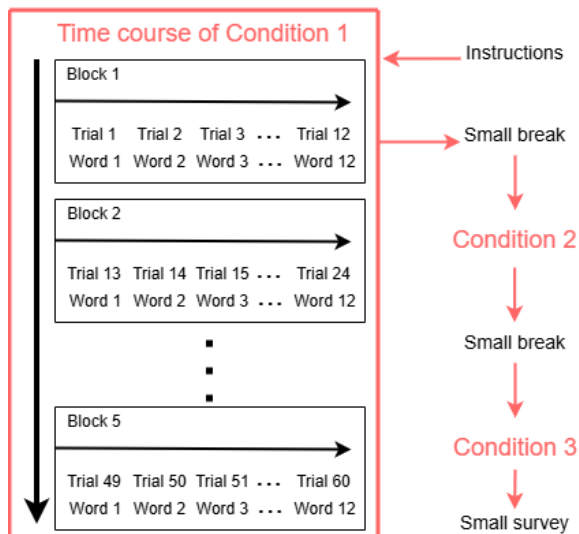 Time course of Condition 1
Block 1
Trial 1 Trial 2 Trial 3 ... Trial 12
Word 1 Word 2 Word 3 ... Word 12
Block 2
Trial 13 Trial 14 Trial 15 ... Trial 24
Word 1 Word 2 Word 3 ... Word 12
Block 5
Trial 49 Trial 50 Trial 51 ... Trial 60
Word 1 Word 2 Word 3 ... Word 12
Instructions
Small break
Condition 2
Small break
Condition 3
Small survey